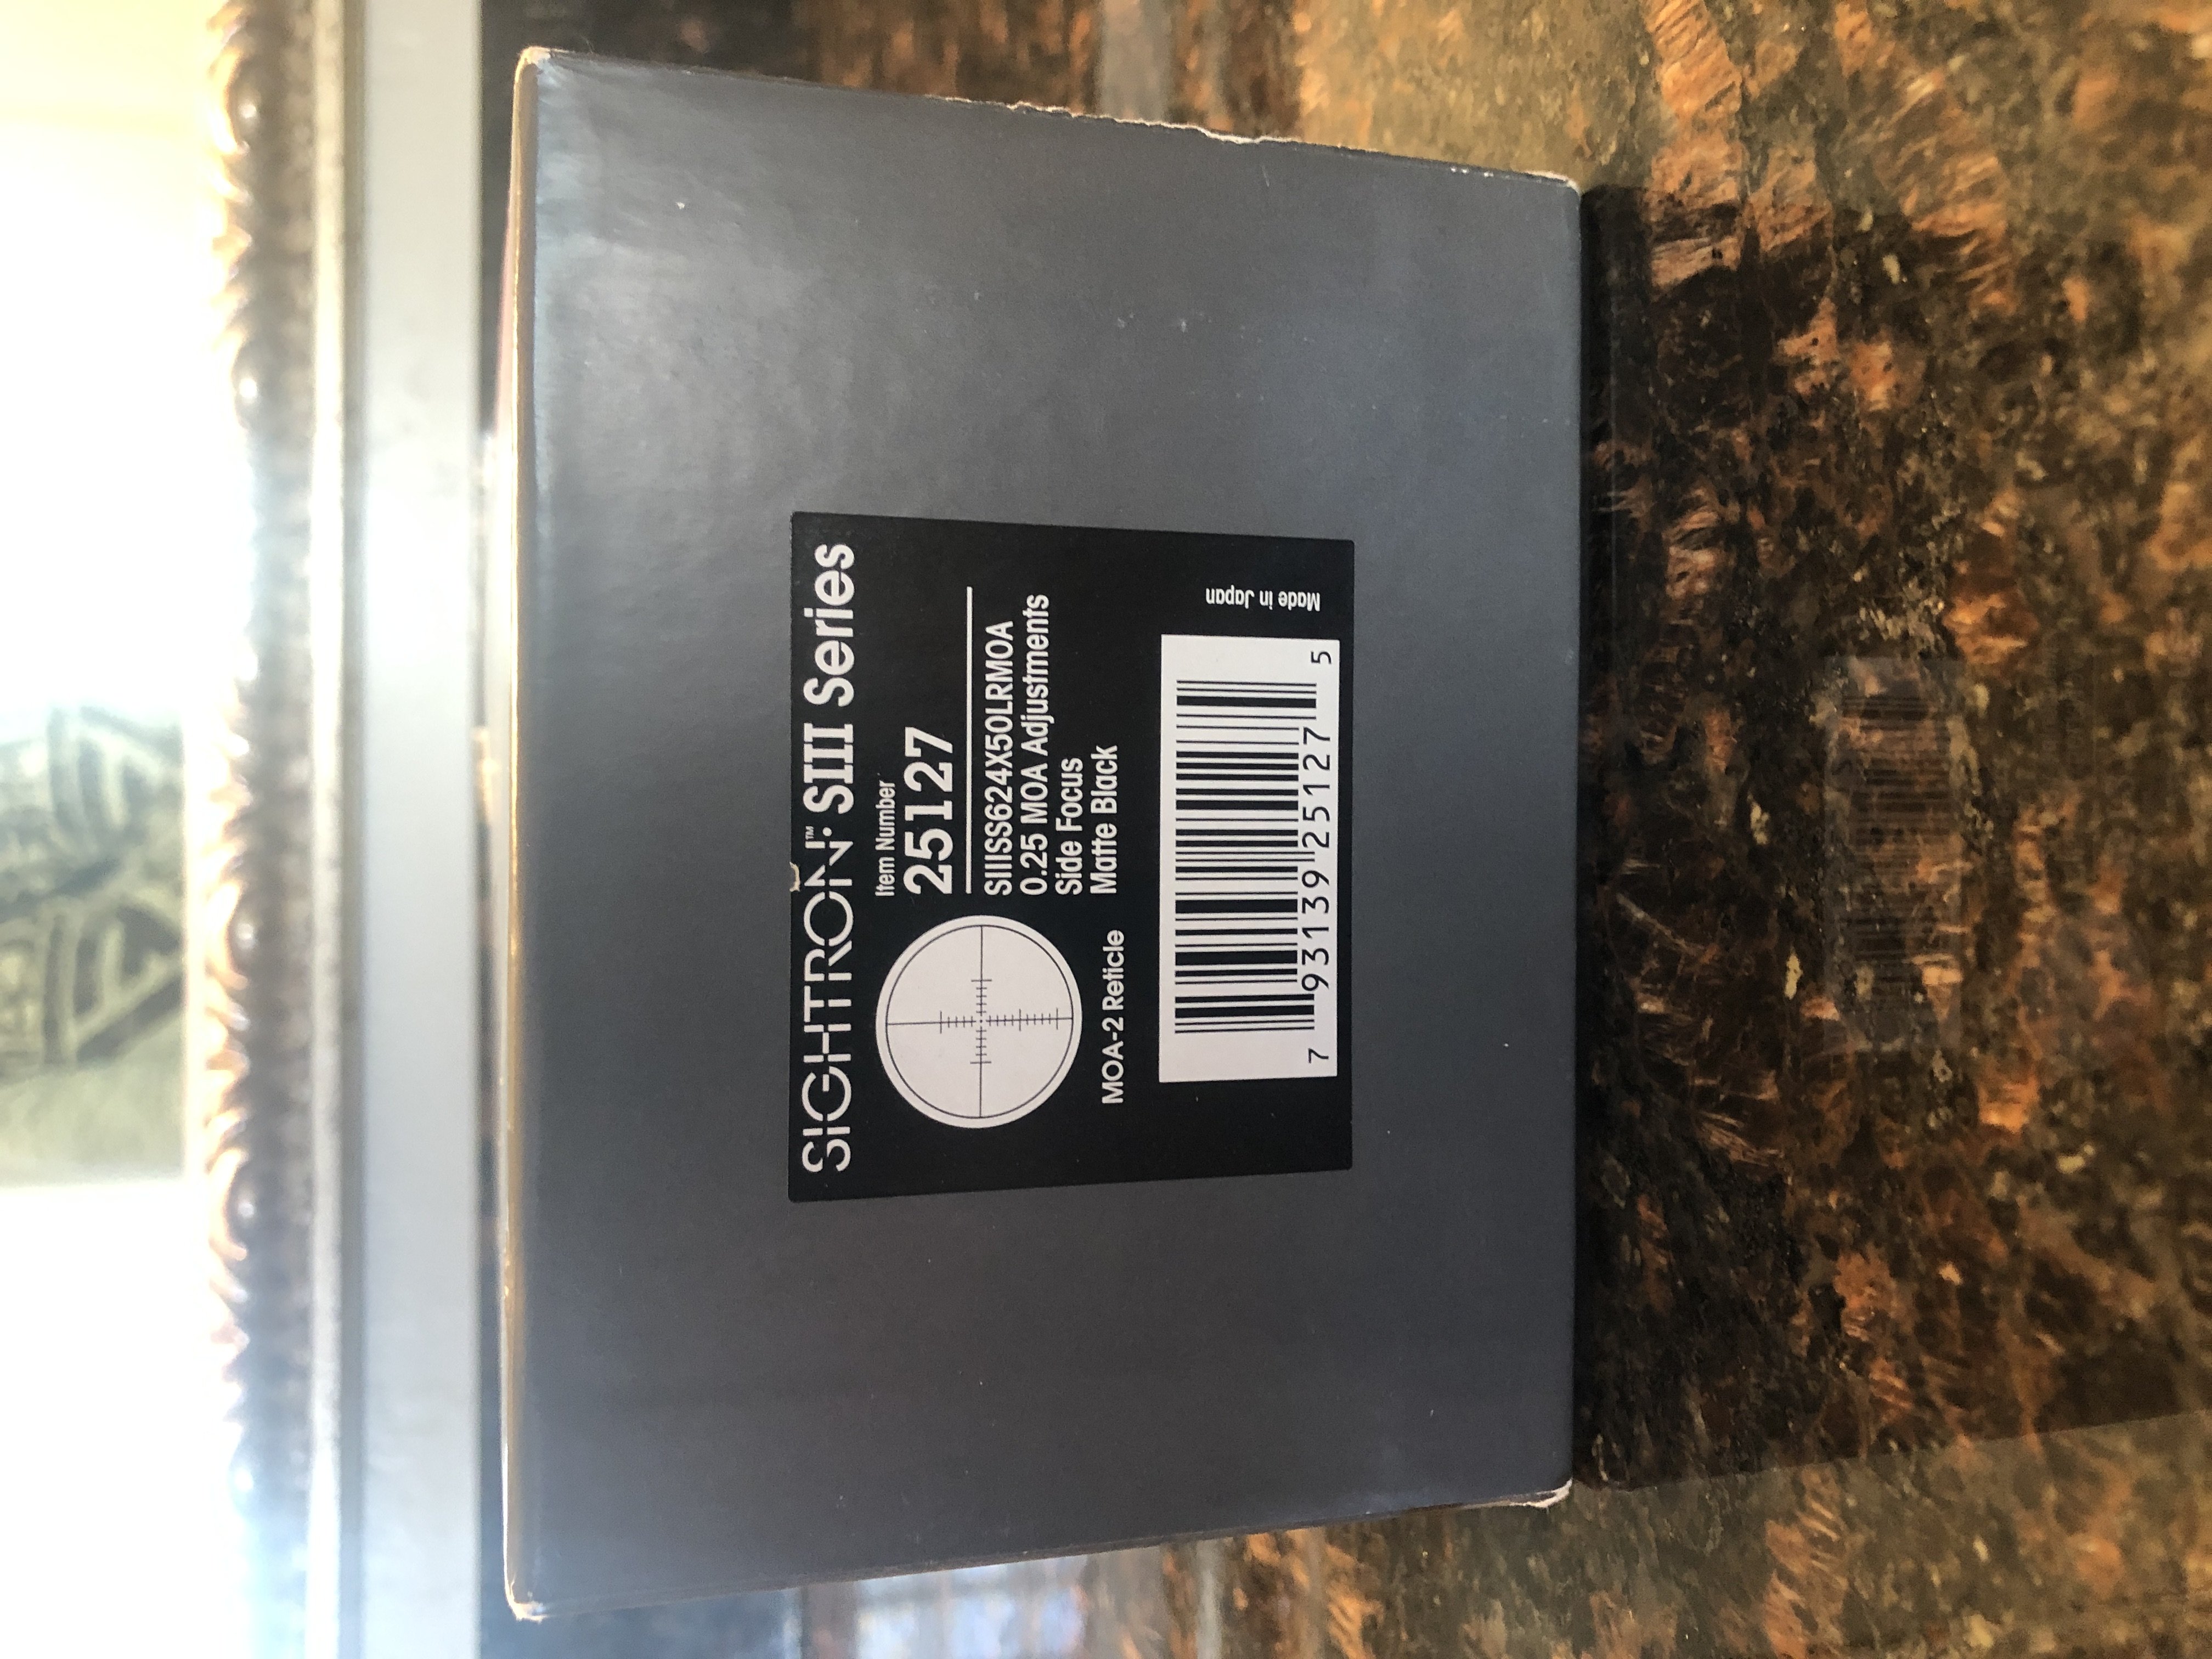 SIGHTRON™ SIII Series
Item Number
25127
SIIISS624X50LRMOA
0.25 MOA Adjustments
Side Focus
Matte Black
MOA-2 Reticle
7 93139 25127 5
Made in Japan